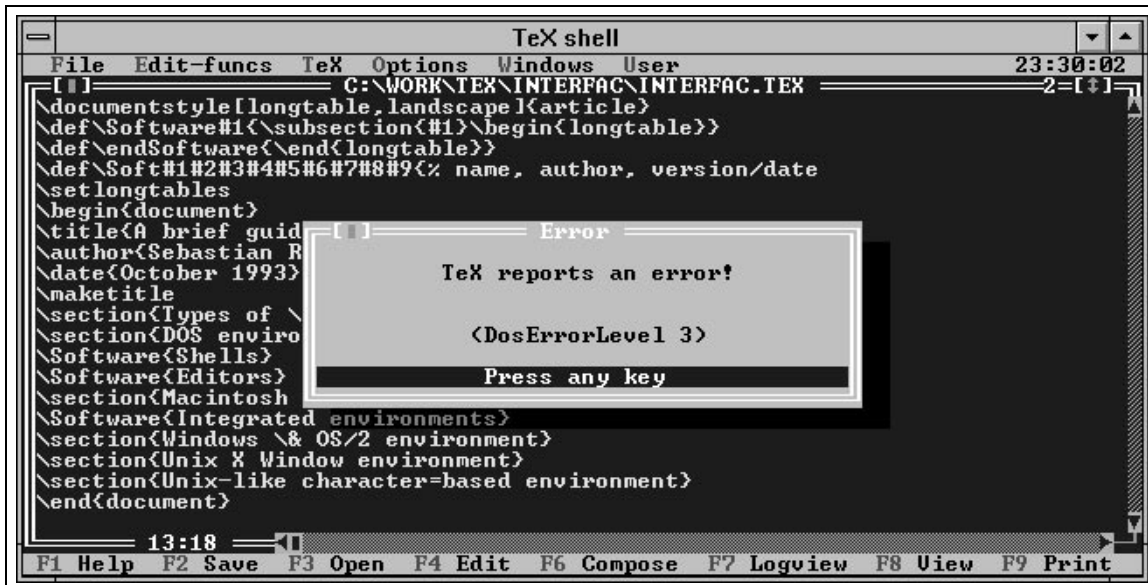 TeX shell
File Edit-funcs TeX Options Windows User 23:30:02
C:\WORK\TEX\INTERFAC\INTERFAC.TEX 2=[↕]
\documentstyle[longtable,landscape]{article}
\def\Software#1{\subsection{#1}\begin{longtable}}
\def\endSoftware{\end{longtable}}
\def\Soft#1#2#3#4#5#6#7#8#9{% name, author, version/date
\setlongtables
\begin{document}
\title{A brief guid
\author{Sebastian R
\date{October 1993}
\maketitle
\section{Types of \
\section{DOS enviro
\Software{Shells}
\Software{Editors}
\section{Macintosh
\Software{Integrated environments}
\section{Windows \& OS/2 environment}
\section{Unix X Window environment}
\section{Unix-like character=based environment}
\end{document}
Error
TeX reports an error!
(DosErrorLevel 3)
Press any key
13:18
F1 Help F2 Save F3 Open F4 Edit F6 Compose F7 Logview F8 View F9 Print